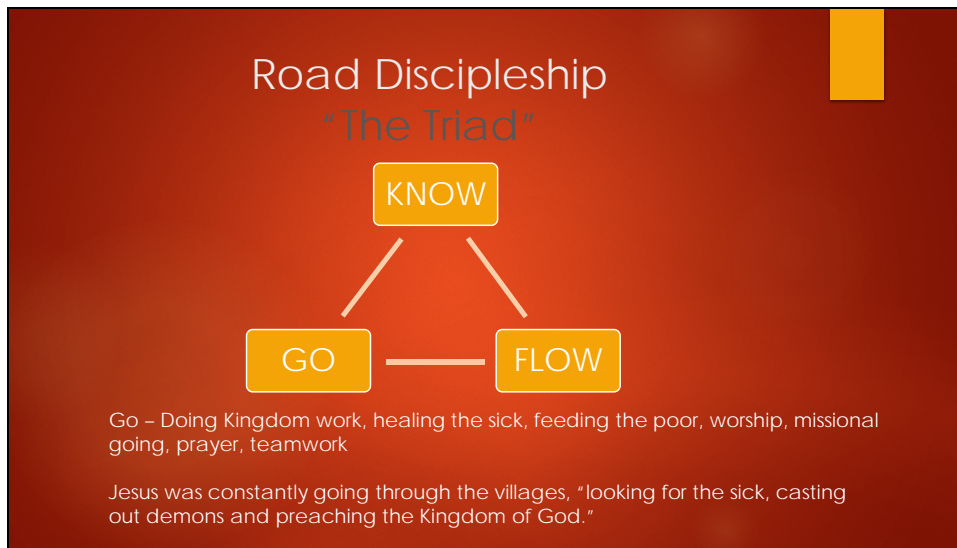 Road Discipleship
"The Triad"
KNOW
GO
FLOW
Go – Doing Kingdom work, healing the sick, feeding the poor, worship, missional
going, prayer, teamwork
Jesus was constantly going through the villages, "looking for the sick, casting
out demons and preaching the Kingdom of God."